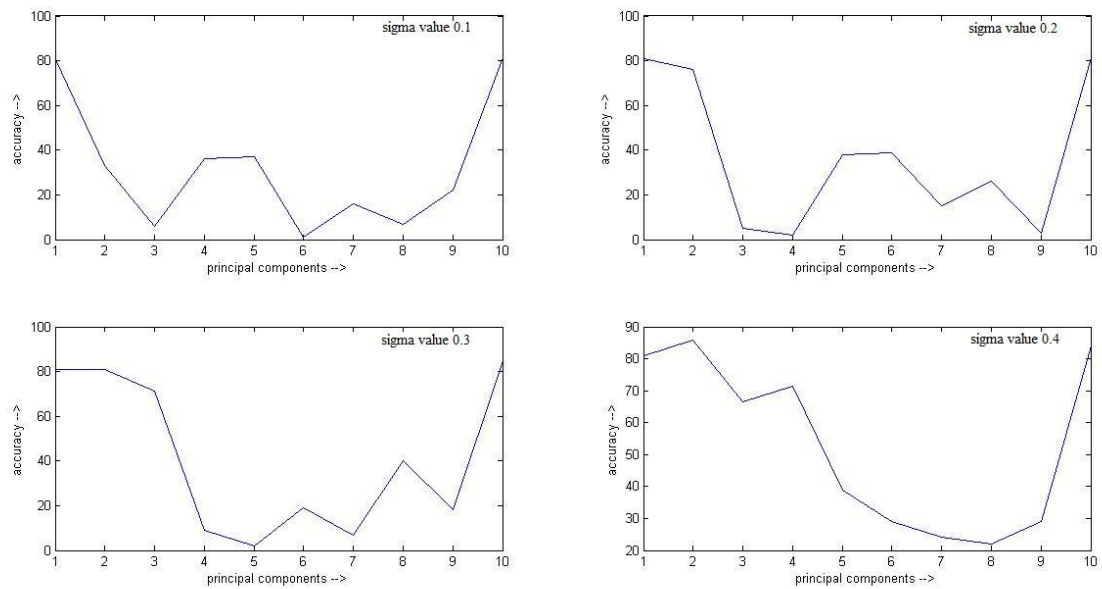 sigma value 0.1
100
80
60
40
20
0
accuracy -->
1 2 3 4 5 6 7 8 9 10
principal components -->
sigma value 0.2
100
80
60
40
20
0
accuracy -->
1 2 3 4 5 6 7 8 9 10
principal components -->
sigma value 0.3
100
80
60
40
20
0
accuracy -->
1 2 3 4 5 6 7 8 9 10
principal components -->
sigma value 0.4
90
80
70
60
50
40
30
20
accuracy -->
1 2 3 4 5 6 7 8 9 10
principal components -->